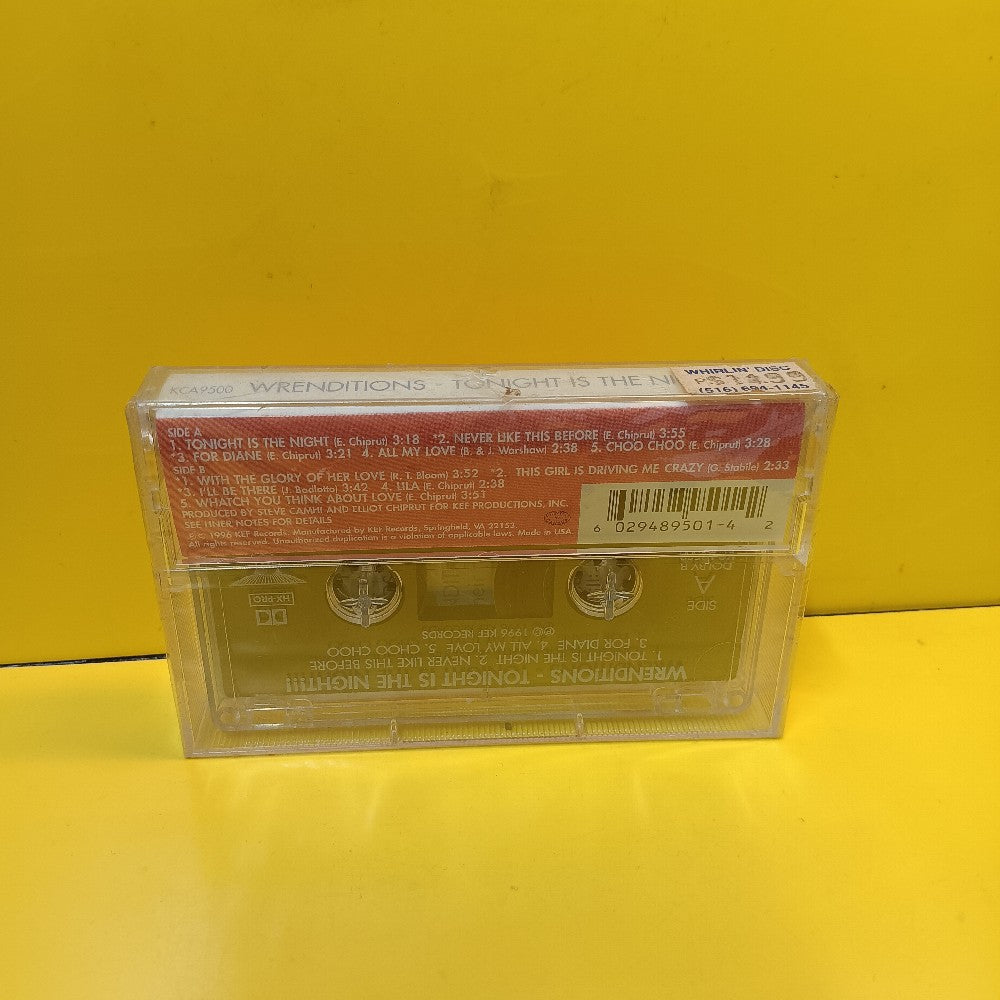 KCA9500 WRENDITIONS - TONIGHT IS THE NI
WHIRLIN' DISC
$14.99
(516) 694-1145
SIDE A
1. TONIGHT IS THE NIGHT (E. Chiprut) 3:18 *2. NEVER LIKE THIS BEFORE (E. Chiprut) 3:55
*3. FOR DIANE (E. Chiprut) 3:21 4. ALL MY LOVE (B. & J. Warshaw) 2:38 5. CHOO CHOO (E. Chiprut) 3:28
SIDE B
*1. WITH THE GLORY OF HER LOVE (R. T. Bloom) 3:52 *2. THIS GIRL IS DRIVING ME CRAZY (G. Stabile) 2:33
*3. I'LL BE THERE (J. Bedlotta) 3:42 4. LILA (E. Chiprut) 2:38
5. WHATCH YOU THINK ABOUT LOVE (E. Chiprut) 3:51
PRODUCED BY STEVE CAMHI AND ELLIOT CHIPRUT FOR KEF PRODUCTIONS, INC.
SEE INER NOTES FOR DETAILS
℗ © 1996 KEF Records. Manufactured by KEF Records, Springfield, VA 22153.
All rights reserved. Unauthorized duplication is a violation of applicable laws. Made in USA
6 029489501-4 2
DOLBY B
SIDE
A
HX-PRO
℗© 1996 KEF RECORDS
3. FOR DIANE 4. ALL MY LOVE 5. CHOO CHOO
1. TONIGHT IS THE NIGHT 2. NEVER LIKE THIS BEFORE
WRENDITIONS - TONIGHT IS THE NIGHT!!!